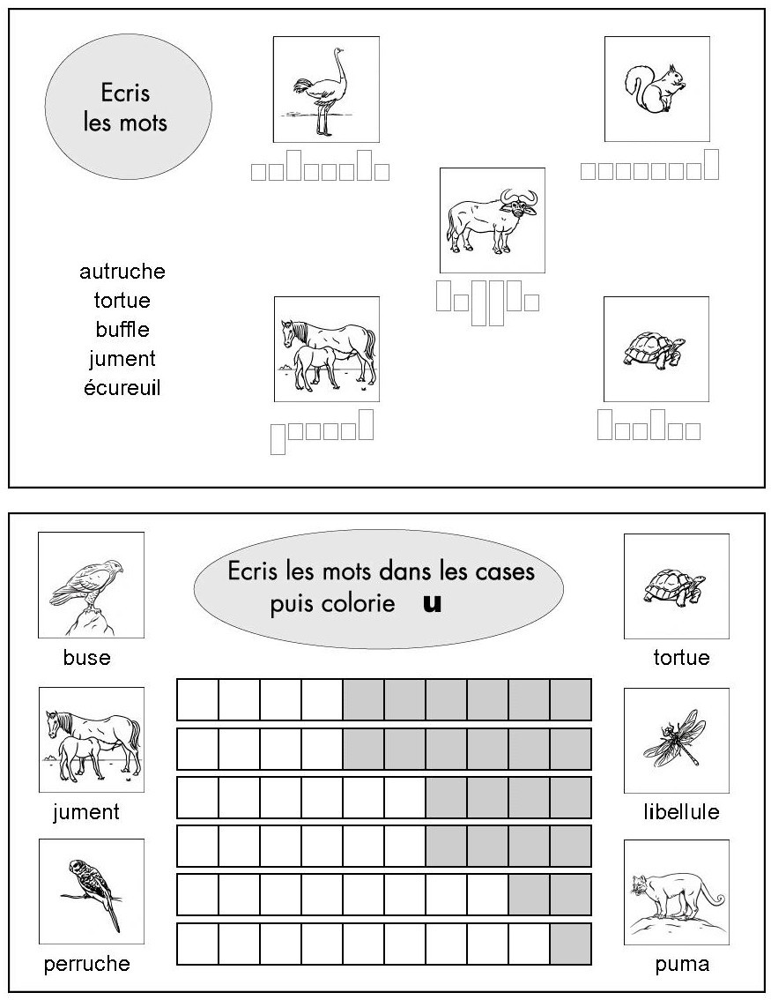 Ecris
les mots
autruche
tortue
buffle
jument
écureuil
Ecris les mots dans les cases
puis colorie u
buse
tortue
jument
libellule
perruche
puma